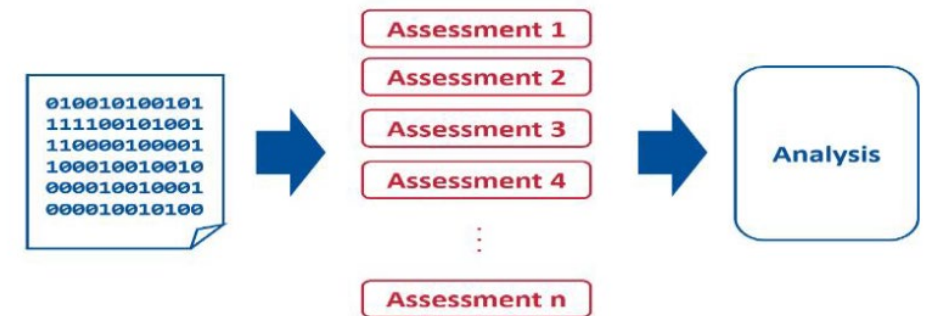 010010100101
111100101001
110000100001
100010010010
000010010001
000010010100
Assessment 1
Assessment 2
Assessment 3
Assessment 4
⋮
Assessment n
Analysis